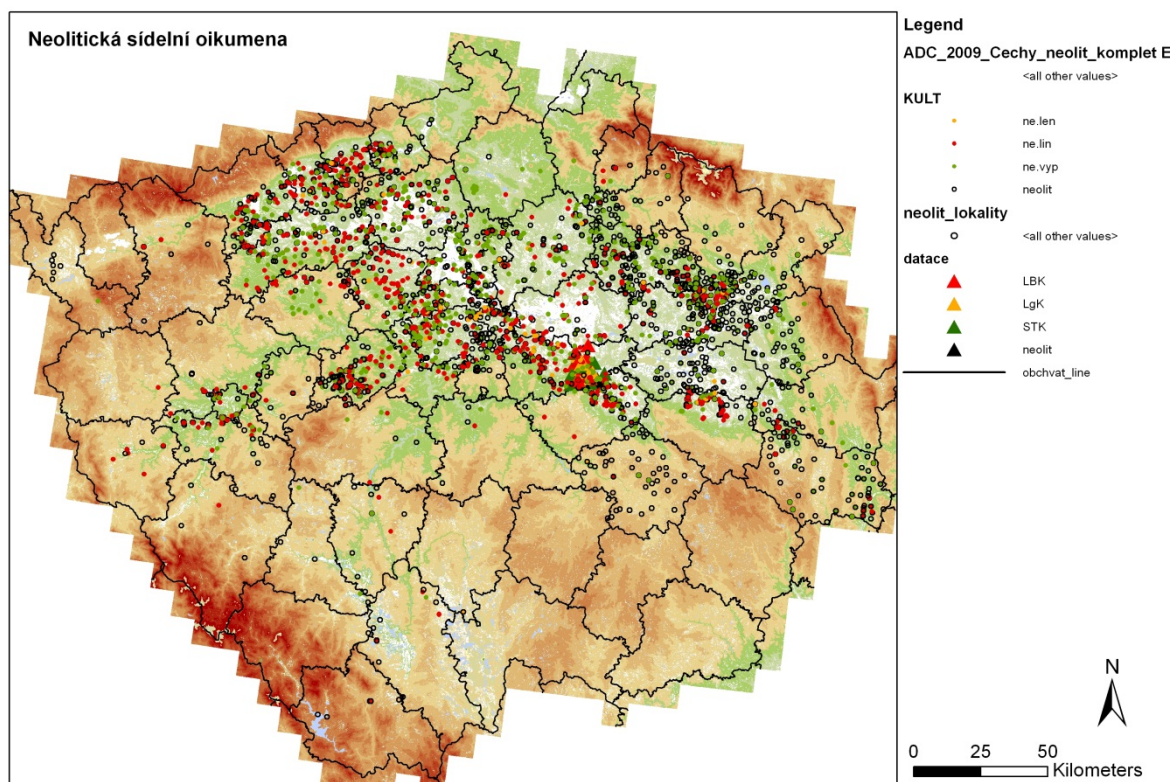 Neolitická sídelní oikumena
Legend
ADC_2009_Cechy_neolit_komplet E
<all other values>
KULT
ne.len
ne.lin
ne.vyp
neolit
neolit_lokality
<all other values>
datace
LBK
LgK
STK
neolit
obchvat_line
N
0 25 50
Kilometers